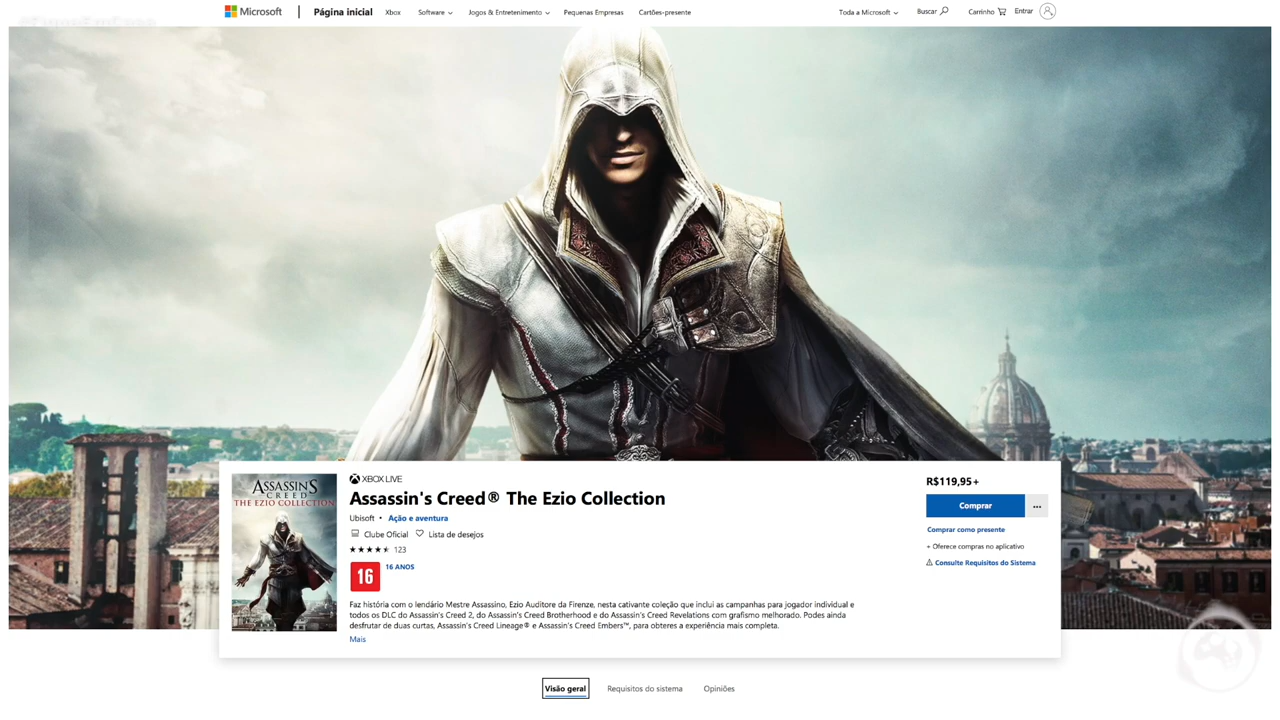 Microsoft
Página inicial
Xbox
Software
Jogos & Entretenimento
Pequenas Empresas
Cartões-presente
Toda a Microsoft
Buscar
Carrinho
Entrar
ASSASSIN'S
CREED
THE EZIO COLLECTION
XBOX LIVE
Assassin's Creed® The Ezio Collection
Ubisoft • Ação e aventura
Clube Oficial Lista de desejos
123
16
16 ANOS
Faz história com o lendário Mestre Assassino, Ezio Auditore da Firenze, nesta cativante coleção que inclui as campanhas para jogador individual e
todos os DLC do Assassin's Creed 2, do Assassin's Creed Brotherhood e do Assassin's Creed Revelations com grafismo melhorado. Podes ainda
desfrutar de duas curtas, Assassin's Creed Lineage® e Assassin's Creed Embers™, para obteres a experiência mais completa.
Mais
R$119,95+
Comprar
...
Comprar como presente
+ Oferece compras no aplicativo
Consulte Requisitos do Sistema
Visão geral
Requisitos do sistema
Opiniões